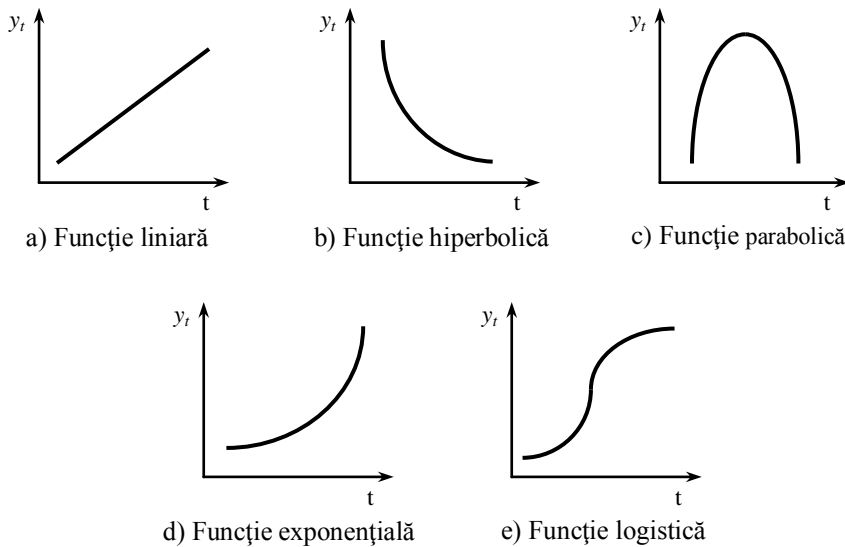 yₜ
t
a) Funcţie liniară
yₜ
t
b) Funcţie hiperbolică
yₜ
t
c) Funcţie parabolică
yₜ
t
d) Funcţie exponenţială
yₜ
t
e) Funcţie logistică